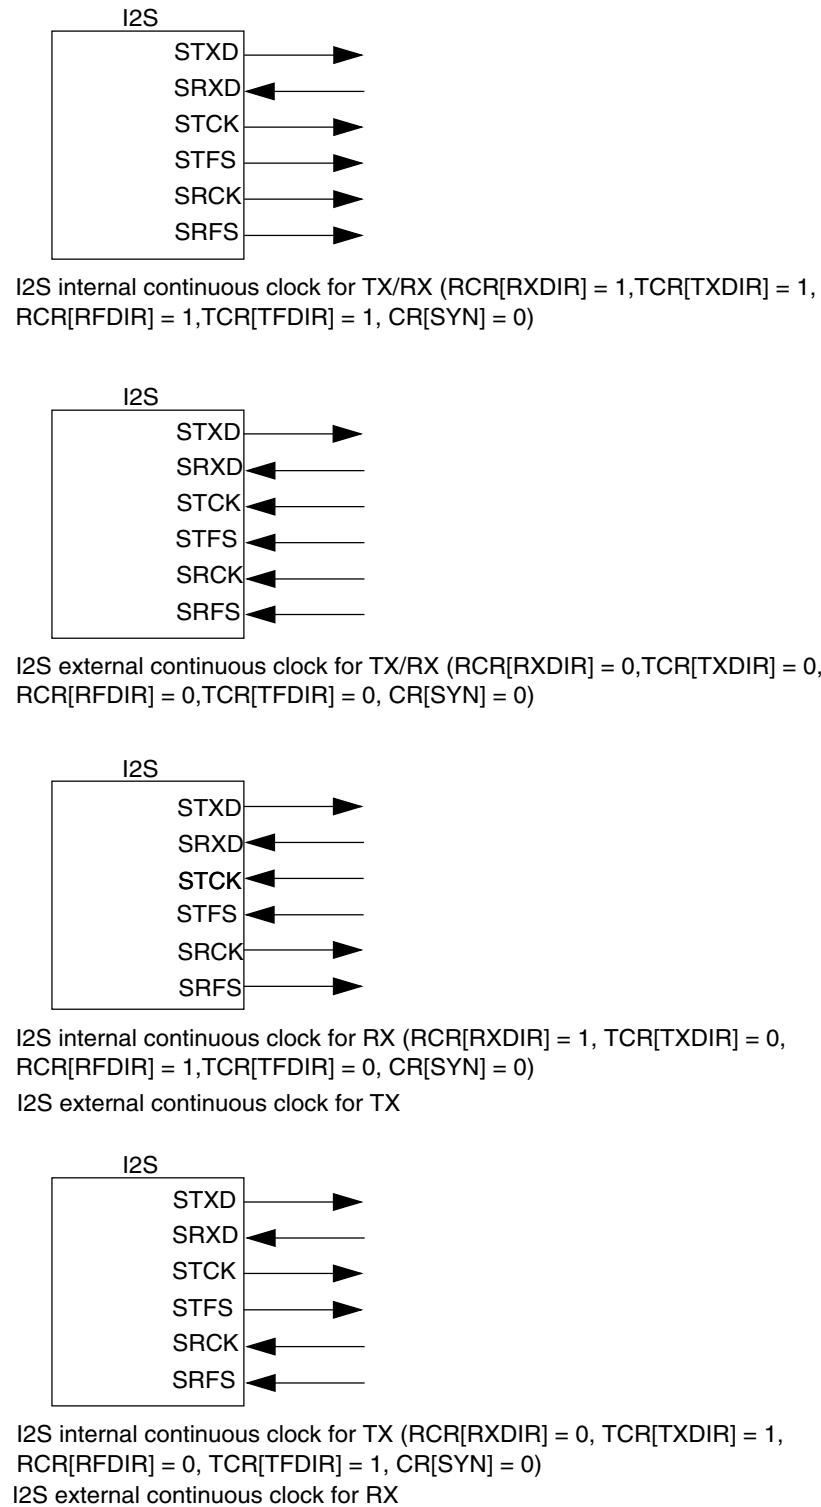 I2S
STXD
SRXD
STCK
STFS
SRCK
SRFS
I2S internal continuous clock for TX/RX (RCR[RXDIR] = 1,TCR[TXDIR] = 1,
RCR[RFDIR] = 1,TCR[TFDIR] = 1, CR[SYN] = 0)
I2S
STXD
SRXD
STCK
STFS
SRCK
SRFS
I2S external continuous clock for TX/RX (RCR[RXDIR] = 0,TCR[TXDIR] = 0,
RCR[RFDIR] = 0,TCR[TFDIR] = 0, CR[SYN] = 0)
I2S
STXD
SRXD
STCK
STFS
SRCK
SRFS
I2S internal continuous clock for RX (RCR[RXDIR] = 1, TCR[TXDIR] = 0,
RCR[RFDIR] = 1,TCR[TFDIR] = 0, CR[SYN] = 0)
I2S external continuous clock for TX
I2S
STXD
SRXD
STCK
STFS
SRCK
SRFS
I2S internal continuous clock for TX (RCR[RXDIR] = 0, TCR[TXDIR] = 1,
RCR[RFDIR] = 0, TCR[TFDIR] = 1, CR[SYN] = 0)
I2S external continuous clock for RX